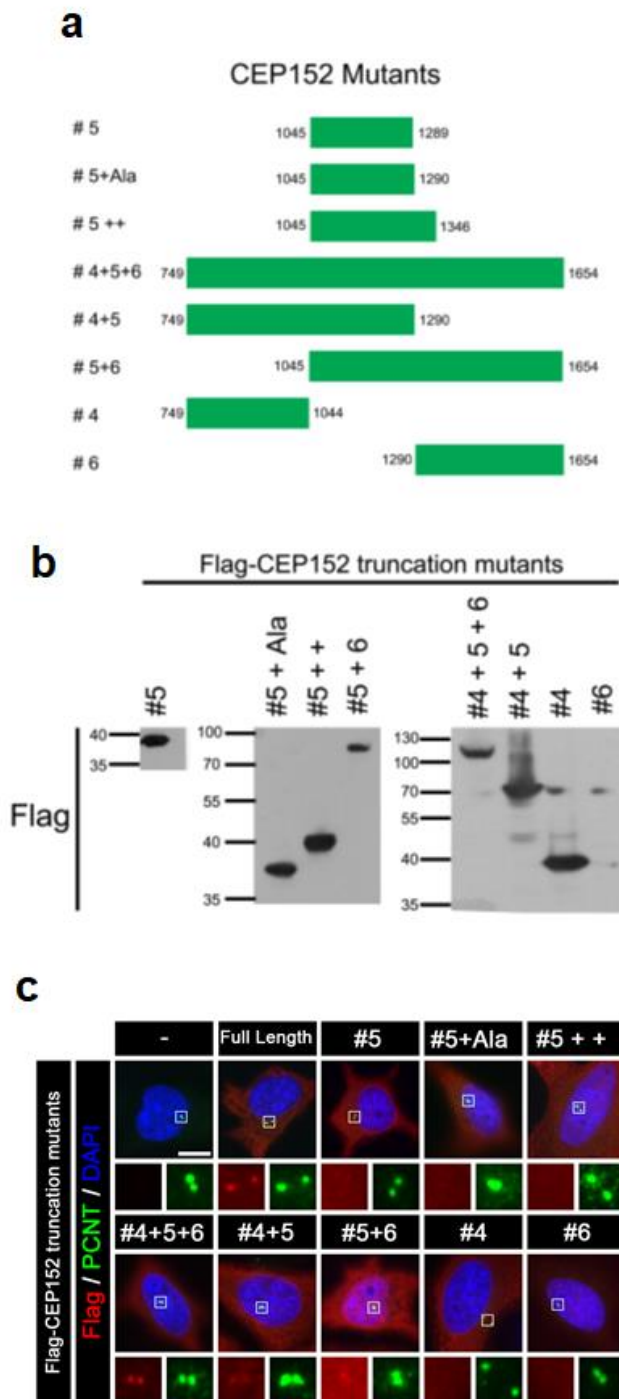 a
CEP152 Mutants
# 5 1045 1289
# 5+Ala 1045 1290
# 5 ++ 1045 1346
# 4+5+6 749 1654
# 4+5 749 1290
# 5+6 1045 1654
# 4 749 1044
# 6 1290 1654
b
Flag-CEP152 truncation mutants
#5 #5 + Ala #5 + + #5 + 6 #4 + 5 + 6 #4 + 5 #4 #6
Flag
40
35
100
70
55
40
35
130
100
70
55
40
35
c
- Full Length #5 #5+Ala #5 + +
#4+5+6 #4+5 #5+6 #4 #6
Flag-CEP152 truncation mutants
Flag / PCNT / DAPI